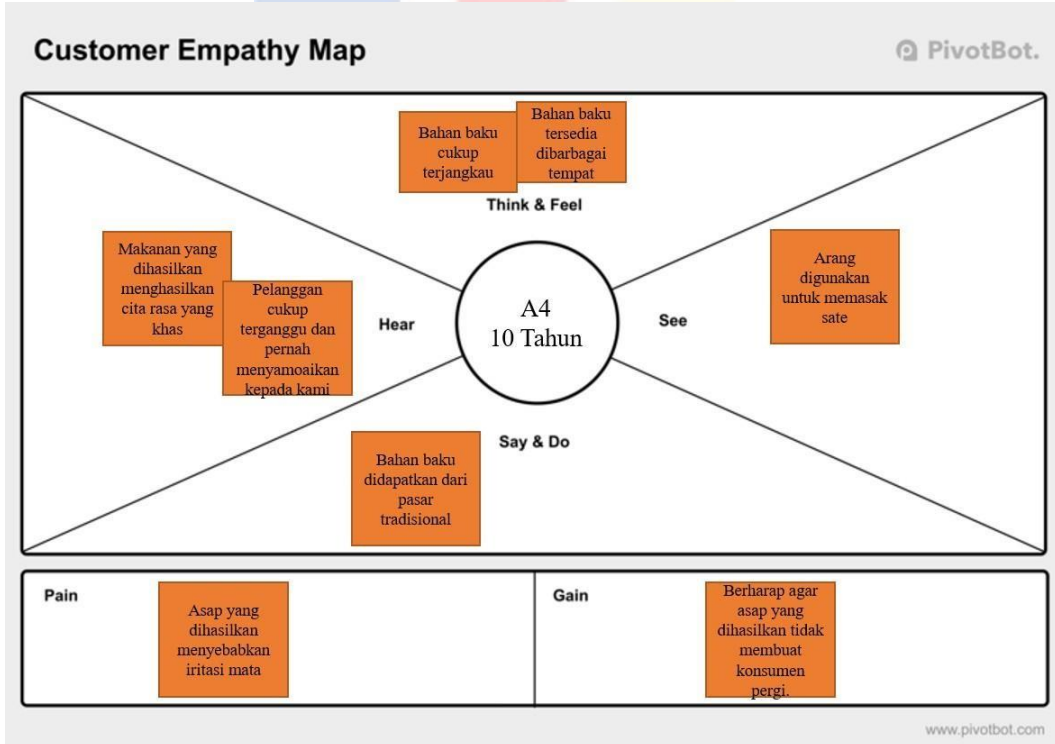 Customer Empathy Map
PivotBot.
Bahan baku
cukup
terjangkau
Bahan baku
tersedia
dibarbagai
tempat
Think & Feel
Makanan yang
dihasilkan
menghasilkan
cita rasa yang
khas
Pelanggan
cukup
terganggu dan
pernah
menyamoaikan
kepada kami
Hear
A4
10 Tahun
See
Arang
digunakan
untuk memasak
sate
Say & Do
Bahan baku
didapatkan dari
pasar
tradisional
Pain
Asap yang
dihasilkan
menyebabkan
iritasi mata
Gain
Berharap agar
asap yang
dihasilkan tidak
membuat
konsumen
pergi.
www.pivotbot.com